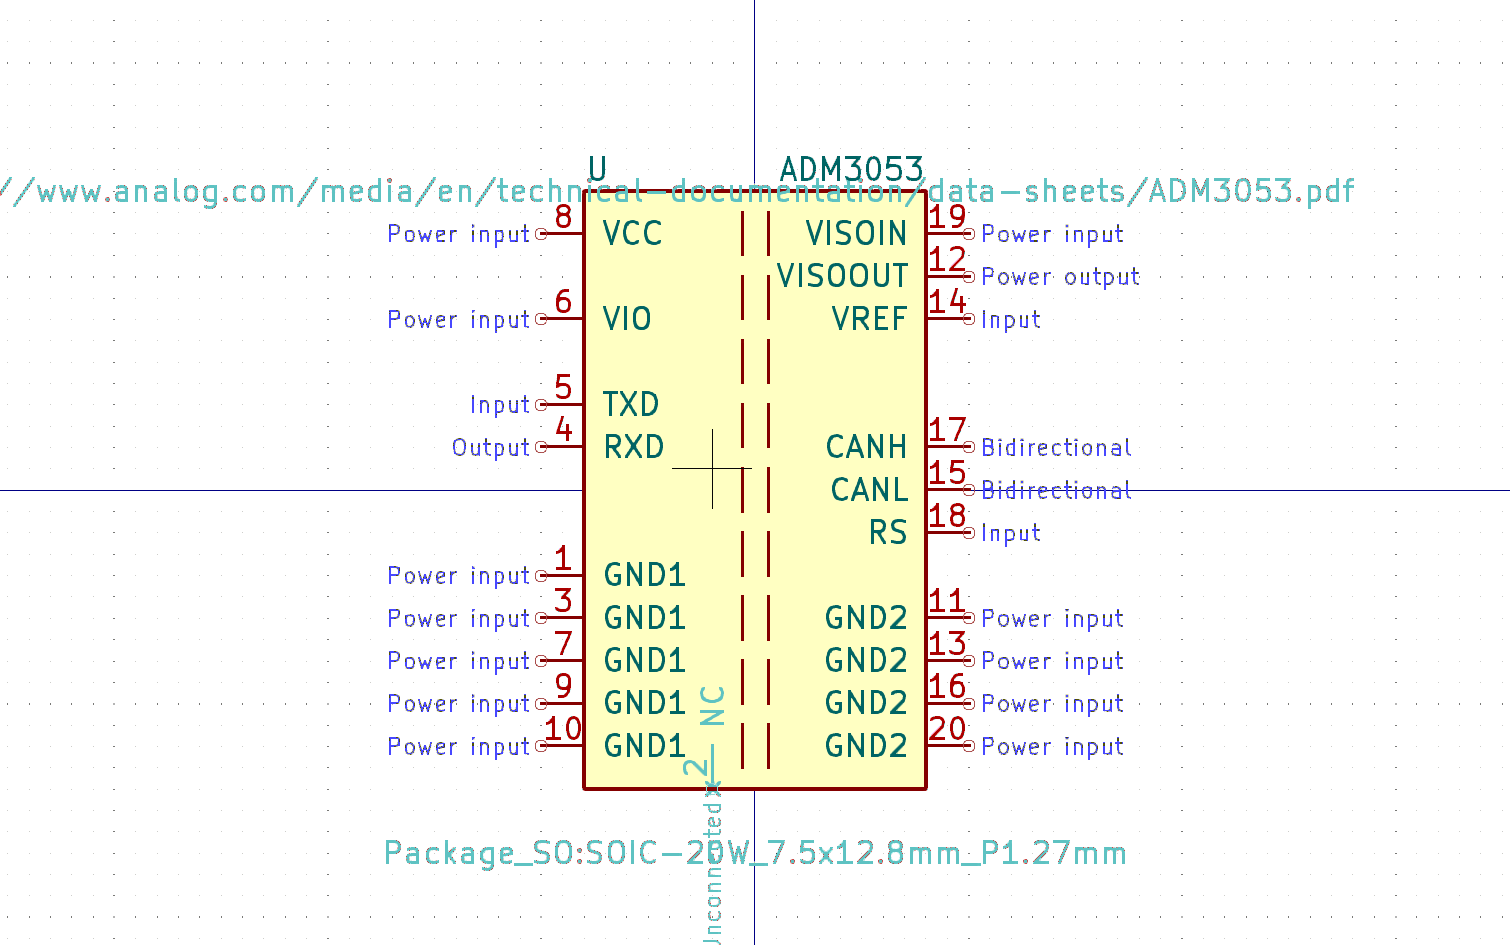 U ADM3053
//www.analog.com/media/en/technical-documentation/data-sheets/ADM3053.pdf
Power input 8 VCC VISOIN 19 Power input
VISOOUT 12 Power output
Power input 6 VIO VREF 14 Input
Input 5 TXD
Output 4 RXD CANH 17 Bidirectional
CANL 15 Bidirectional
RS 18 Input
Power input 1 GND1
Power input 3 GND1 GND2 11 Power input
Power input 7 GND1 GND2 13 Power input
Power input 9 GND1 GND2 16 Power input
Power input 10 GND1 GND2 20 Power input
NC
2
Unconnected
Package_SO:SOIC-20W_7.5x12.8mm_P1.27mm